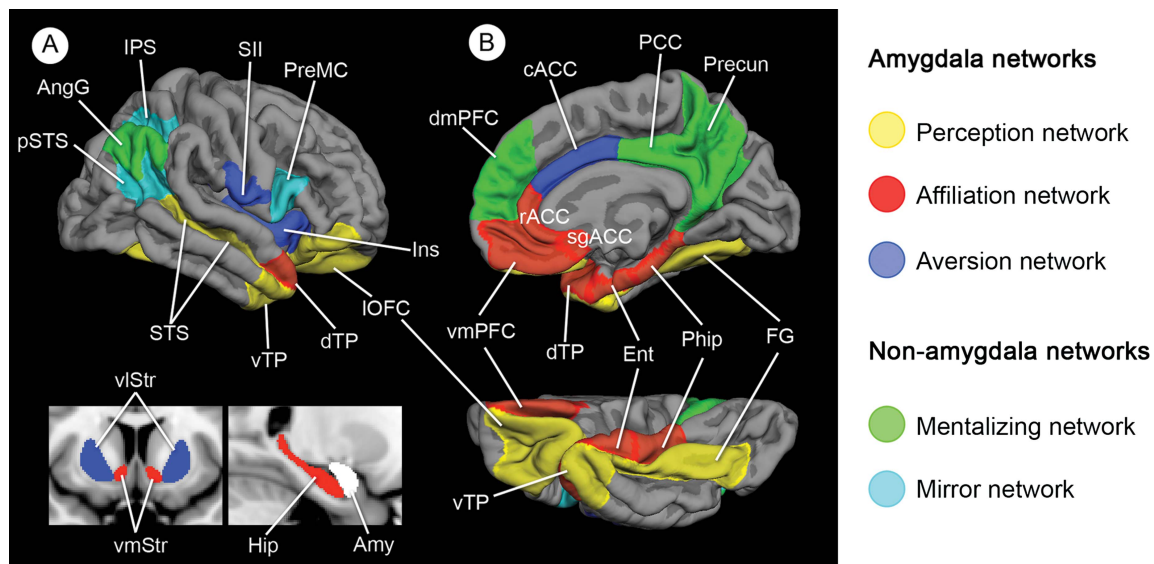 A
IPS
SII
PreMC
AngG
pSTS
Ins
lOFC
STS
vTP
dTP
B
PCC
cACC
Precun
dmPFC
rACC
sgACC
vmPFC
dTP
Ent
Phip
FG
vTP
vlStr
vmStr
Hip
Amy
Amygdala networks
Perception network
Affiliation network
Aversion network
Non-amygdala networks
Mentalizing network
Mirror network